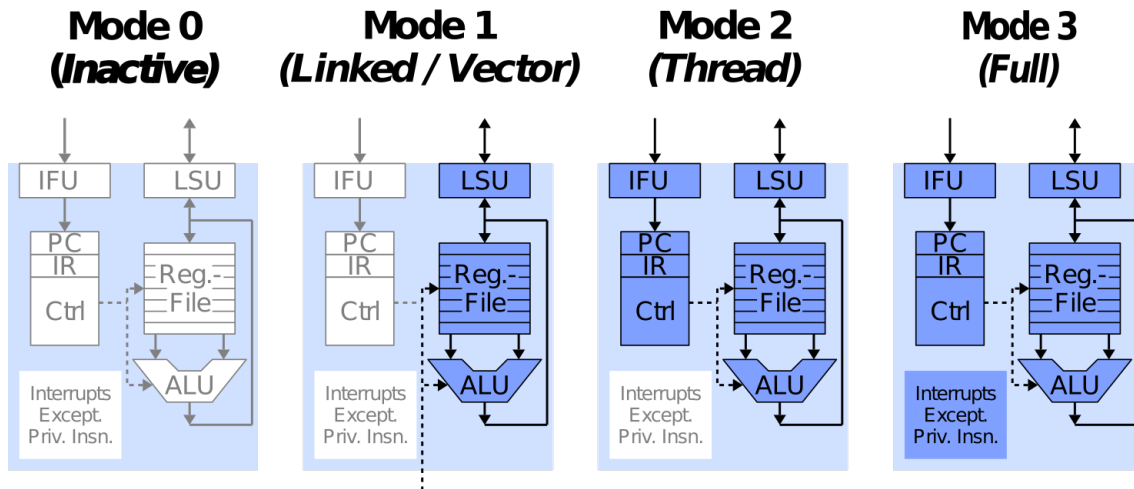 Mode 0
(Inactive)
IFU
LSU
PC
IR
Ctrl
Reg.-
File
ALU
Interrupts
Except.
Priv. Insn.
Mode 1
(Linked / Vector)
IFU
LSU
PC
IR
Ctrl
Reg.-
File
ALU
Interrupts
Except.
Priv. Insn.
Mode 2
(Thread)
IFU
LSU
PC
IR
Ctrl
Reg.-
File
ALU
Interrupts
Except.
Priv. Insn.
Mode 3
(Full)
IFU
LSU
PC
IR
Ctrl
Reg.-
File
ALU
Interrupts
Except.
Priv. Insn.